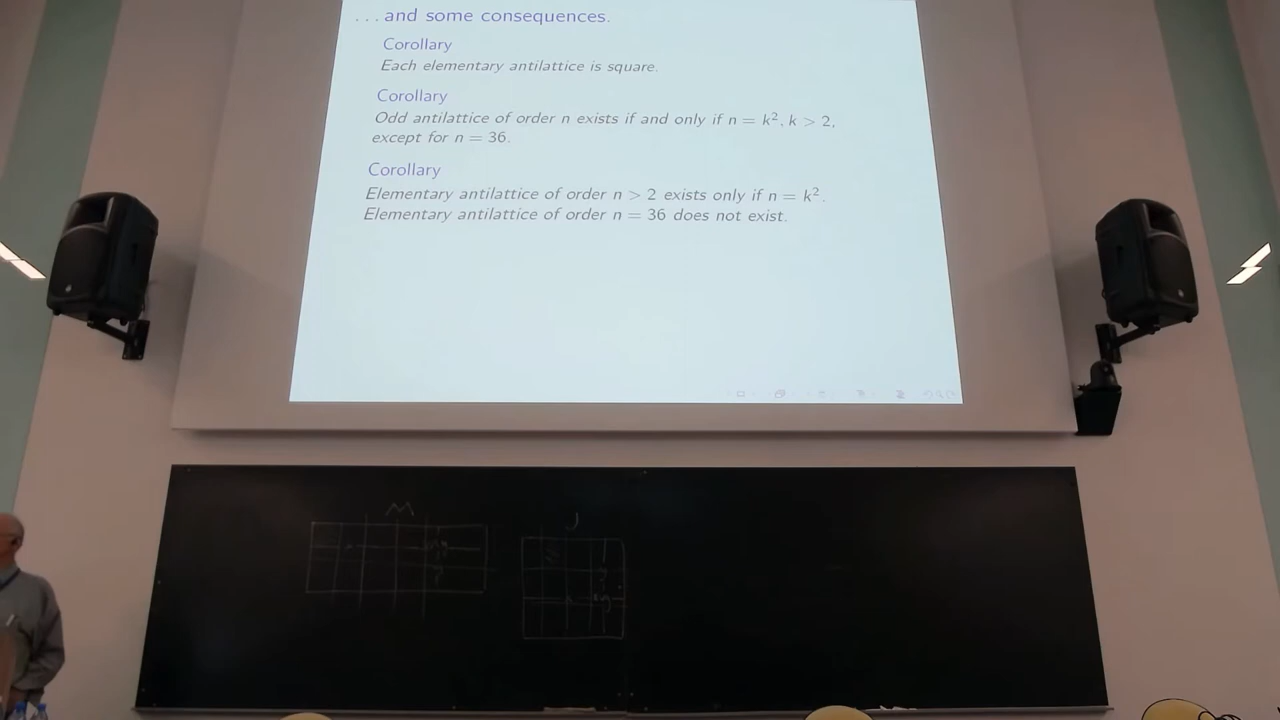 ...and some consequences.
Corollary
Each elementary antilattice is square.
Corollary
Odd antilattice of order n exists if and only if n = k², k > 2,
except for n = 36.
Corollary
Elementary antilattice of order n > 2 exists only if n = k².
Elementary antilattice of order n = 36 does not exist.
M
J